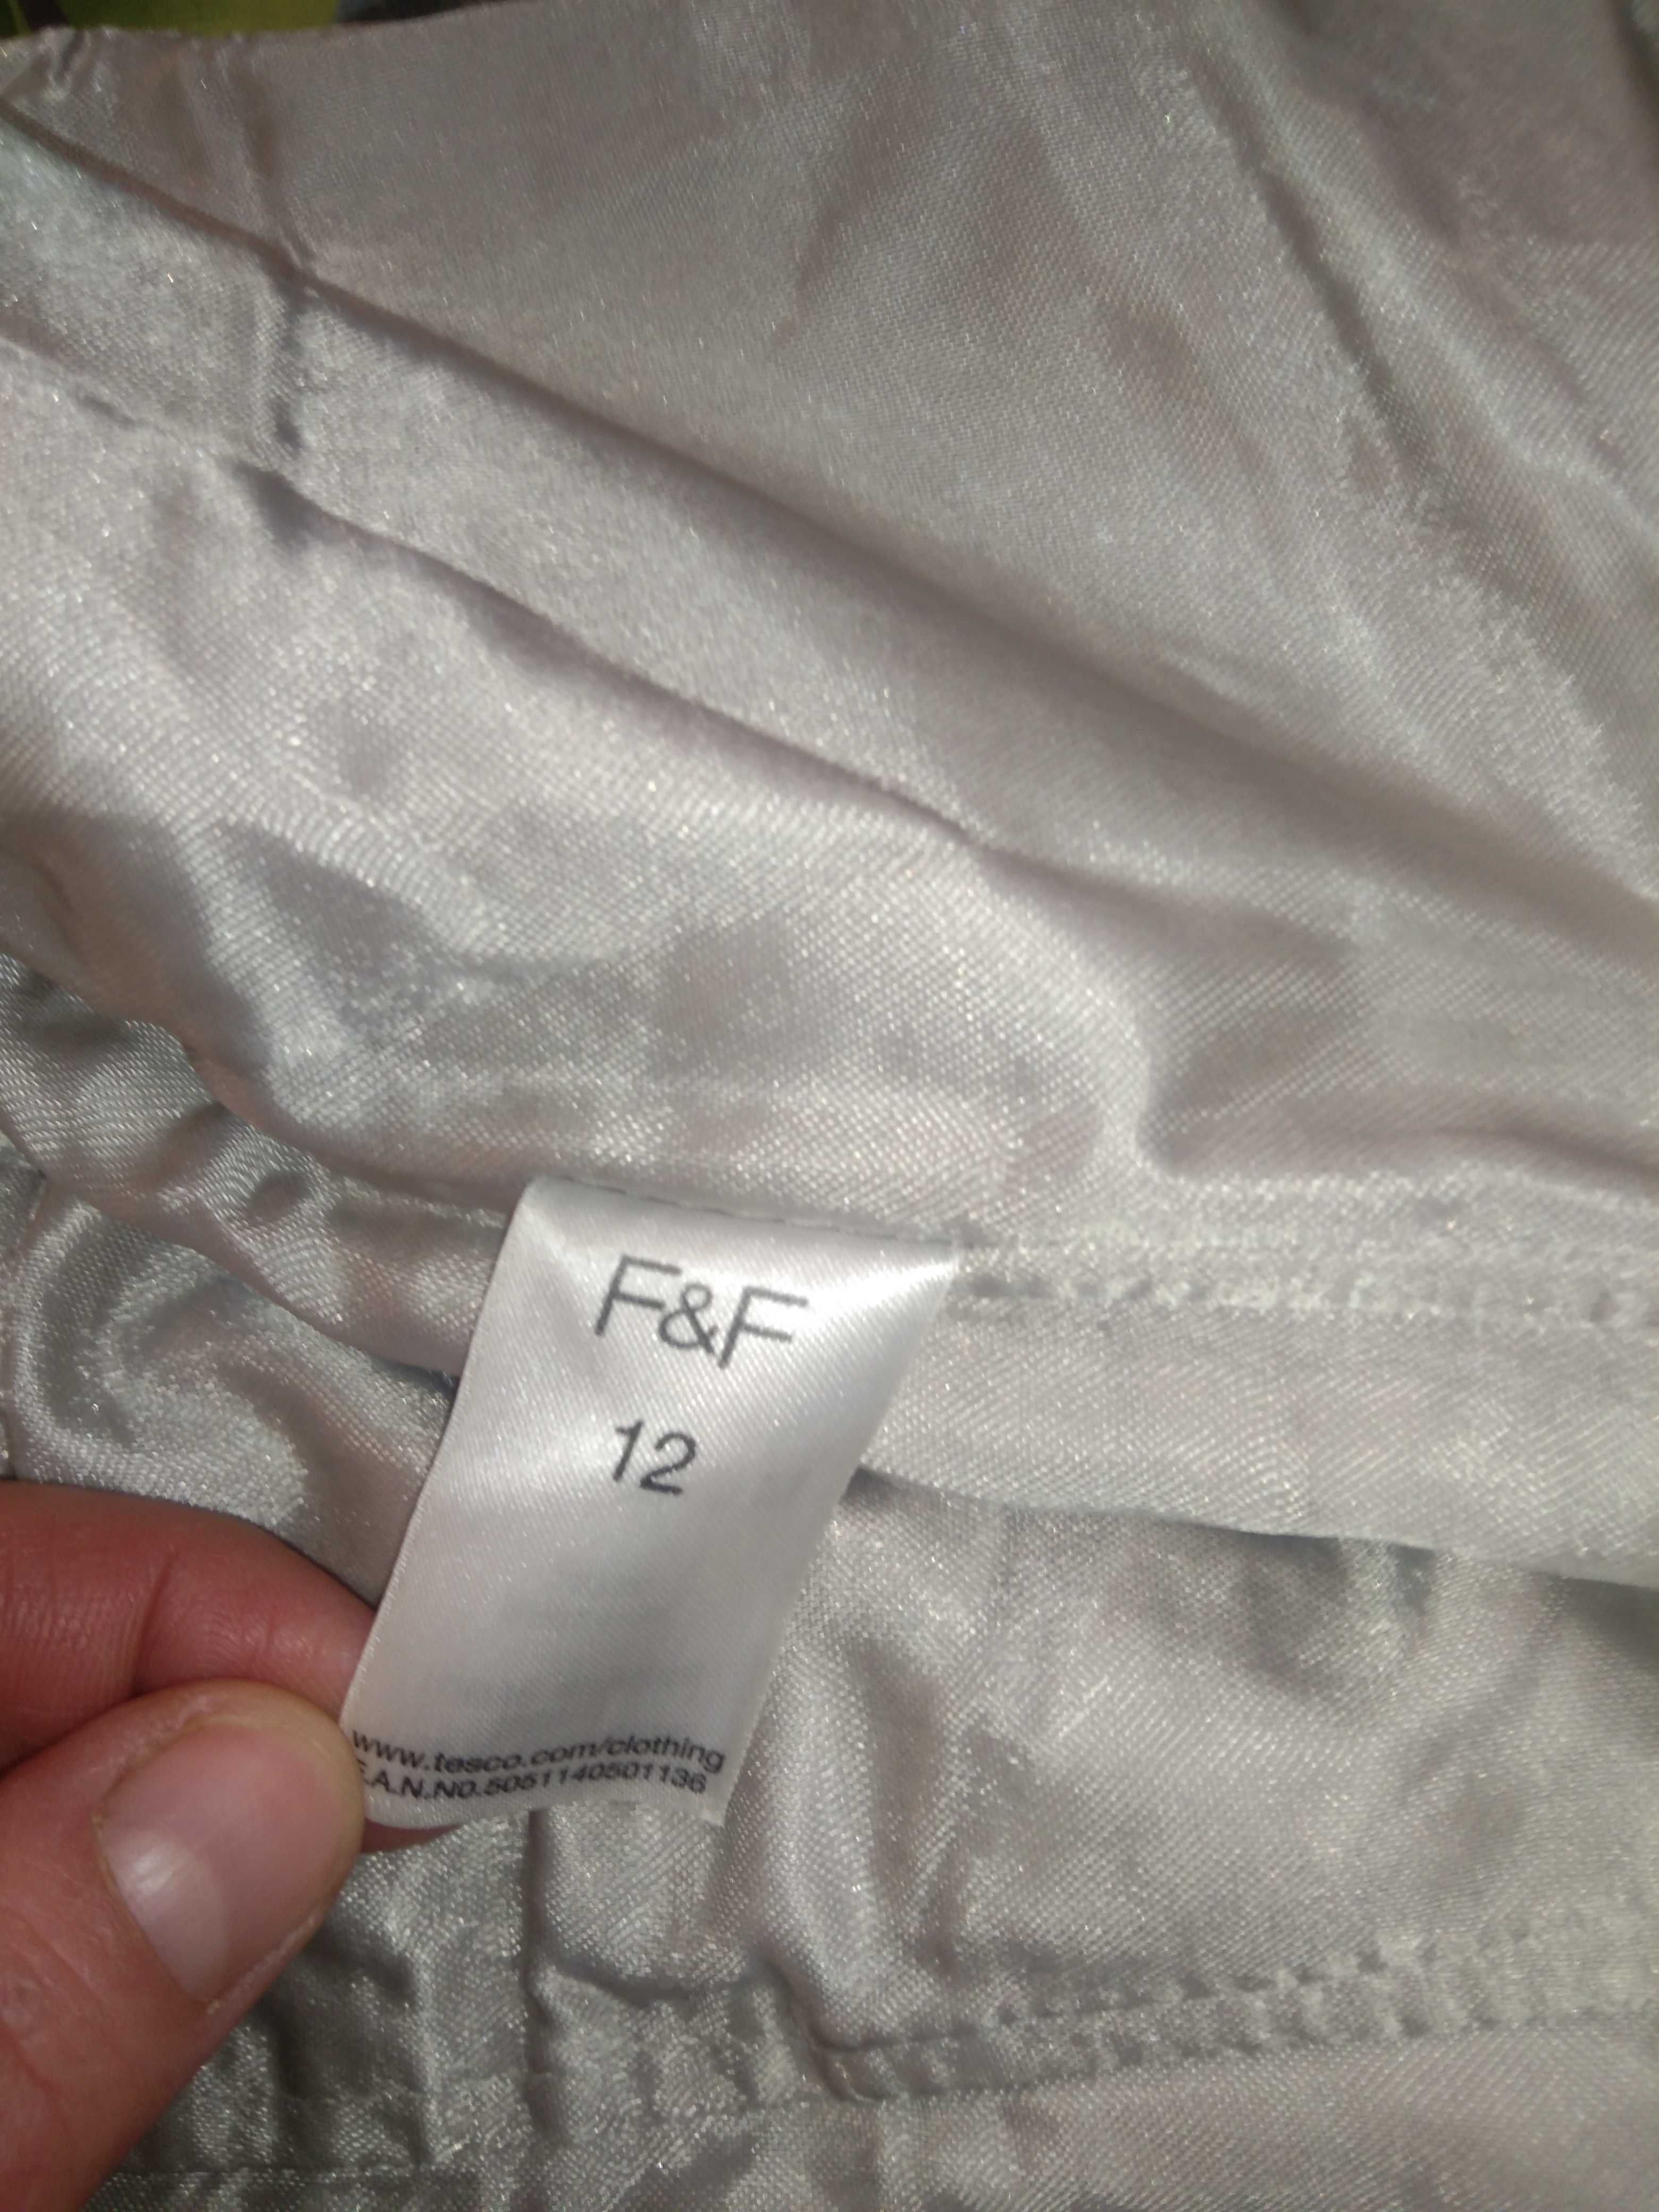 F&F
12
www.tesco.com/clothing
E.A.N.NO.5051140501136